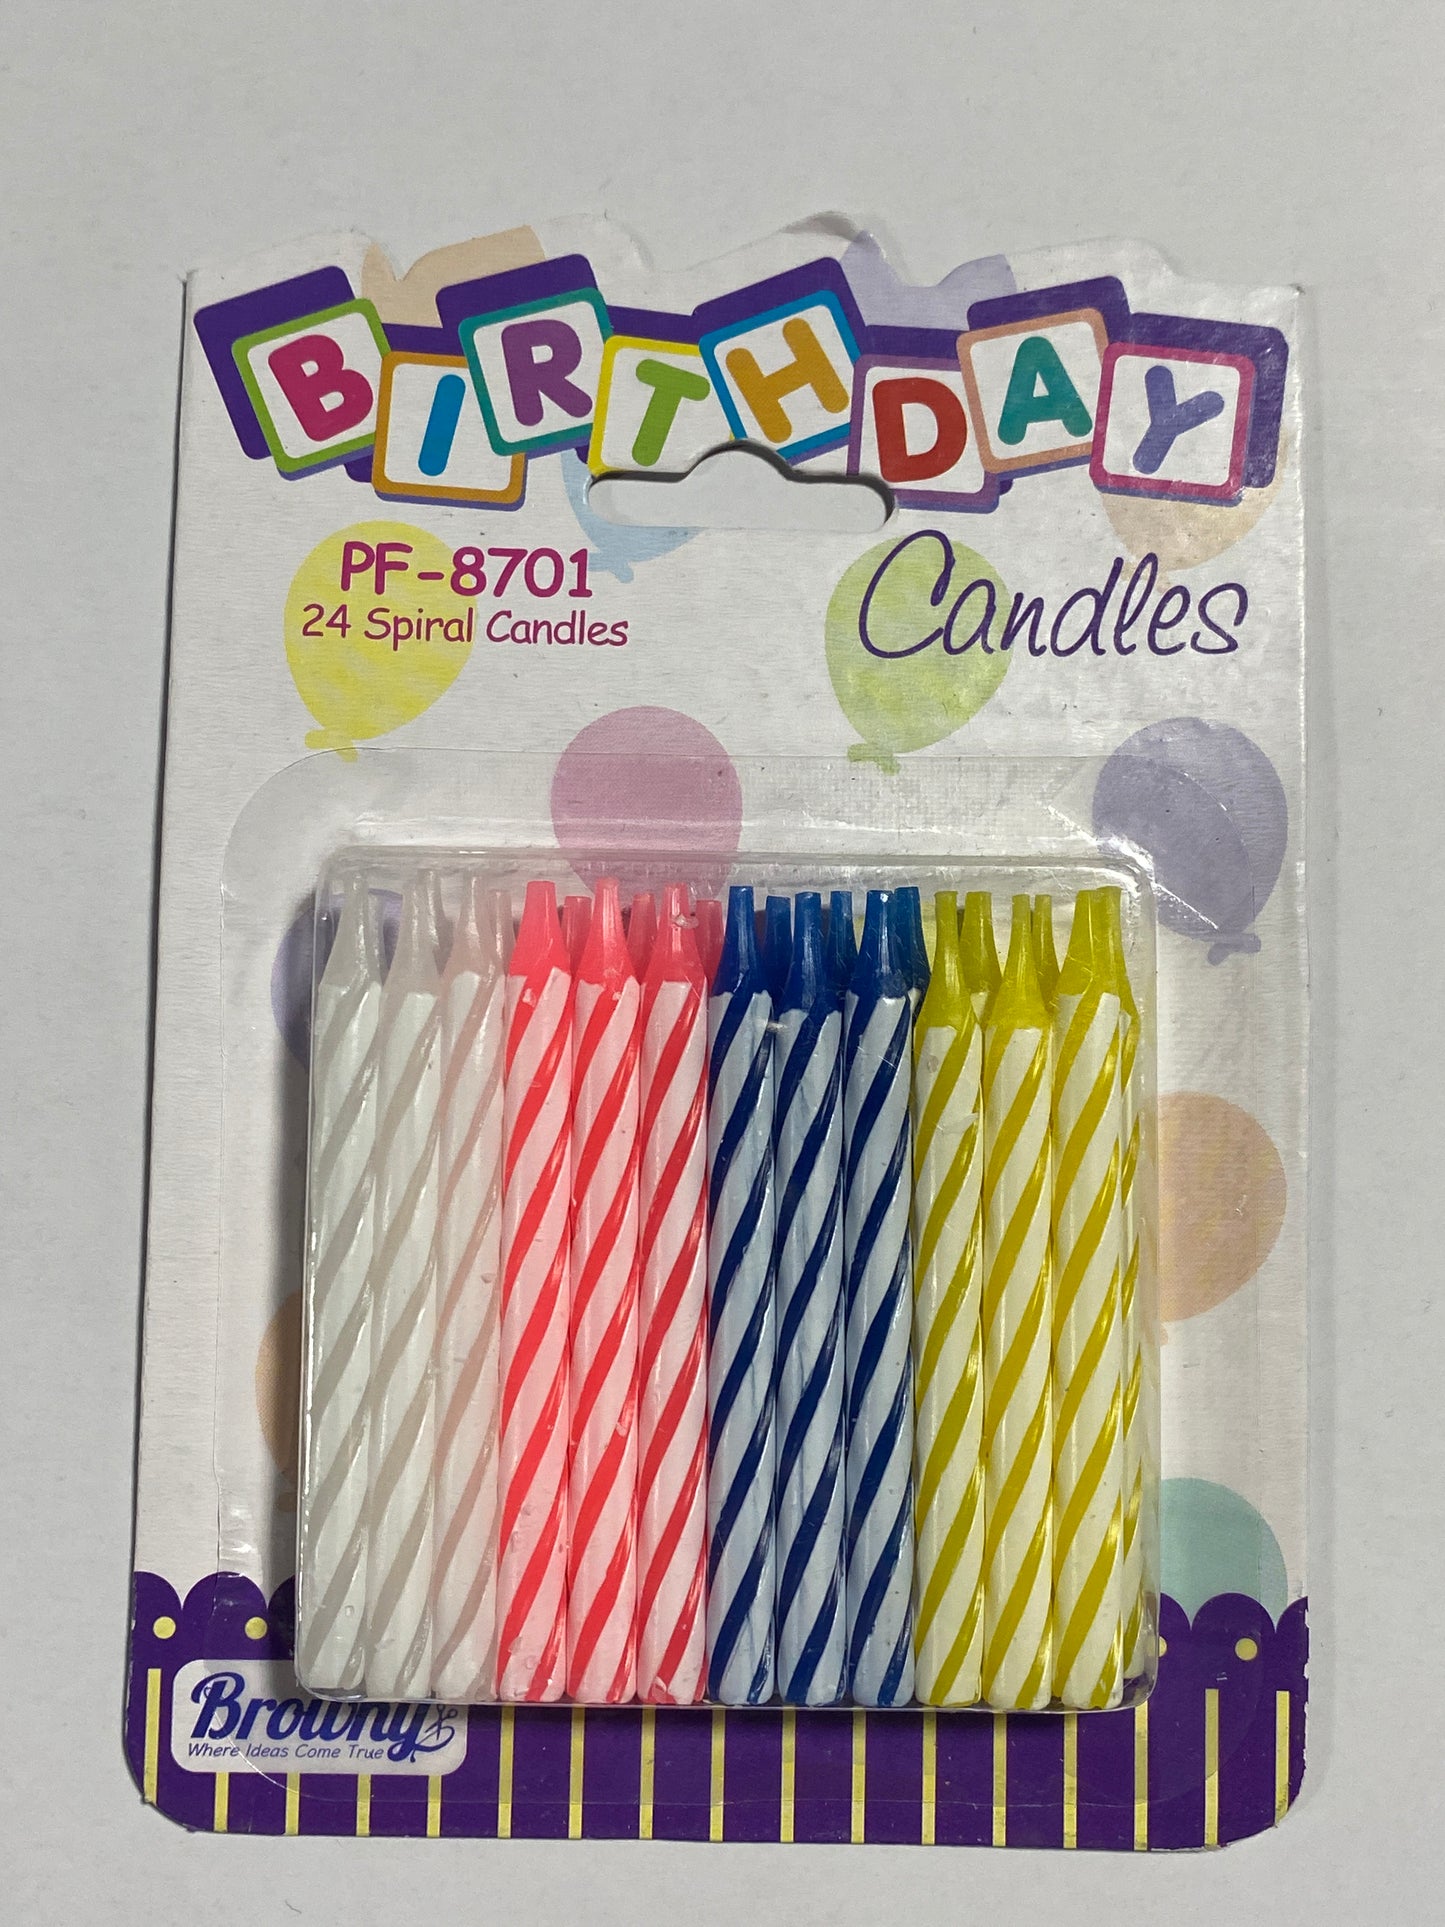 BIRTHDAY
PF-8701
24 Spiral Candles
Candles
Browny
Where Ideas Come True